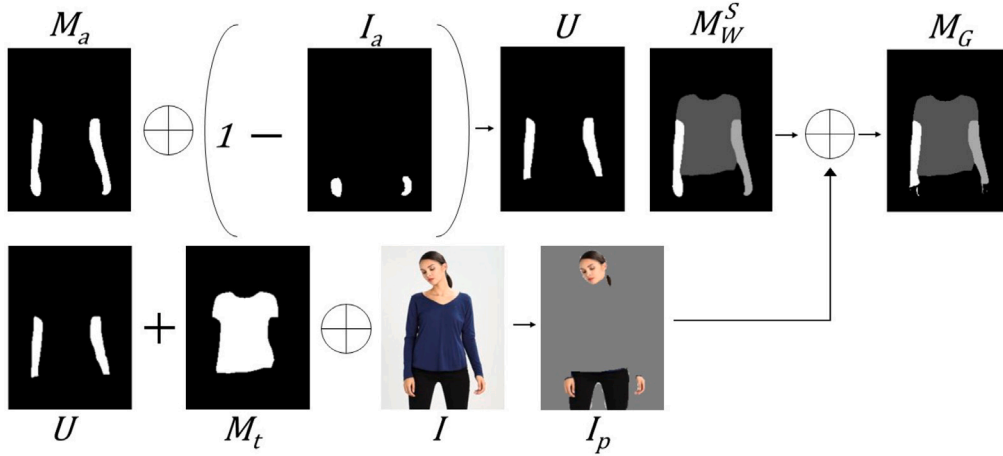 M_a I_a U M_W^S M_G
⊕ ( 1 − ) → → ⊕ →
+ ⊕ →
U M_t I I_p